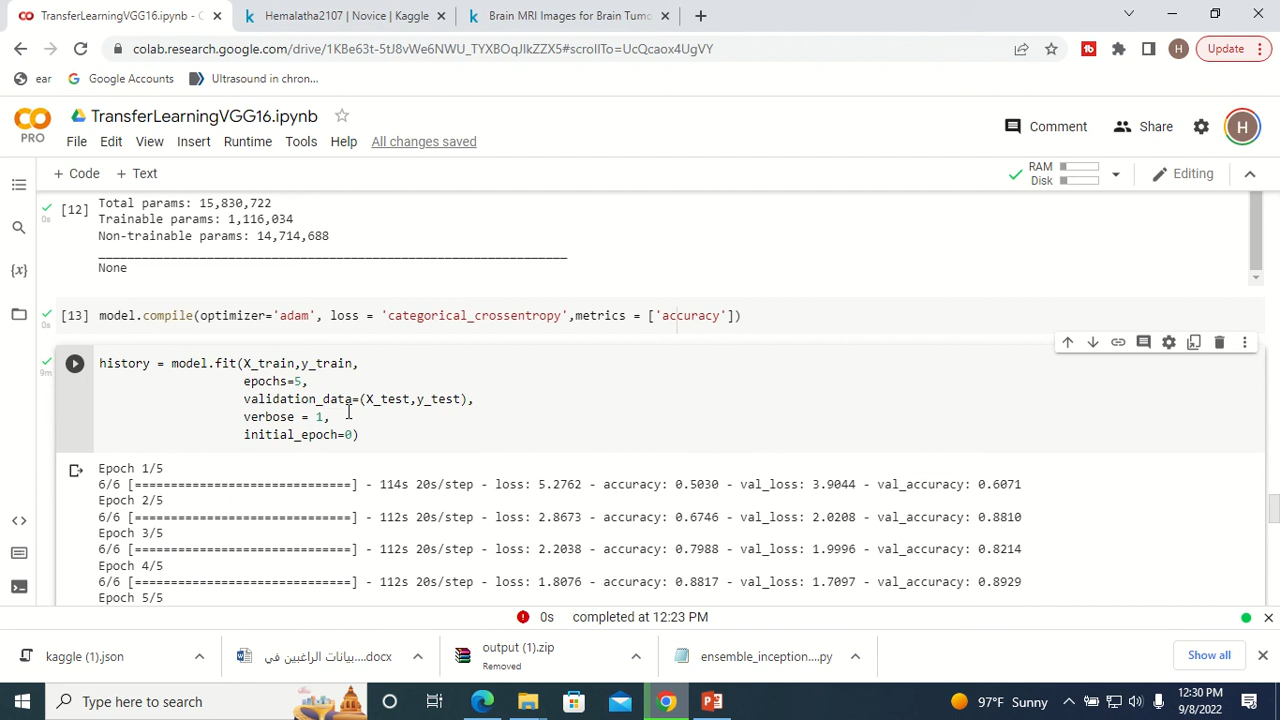 TransferLearningVGG16.ipynb - C
Hemalatha2107 | Novice | Kaggle
Brain MRI Images for Brain Tumo
colab.research.google.com/drive/1KBe63t-5tJ8vWe6NWU_TYXBOqJIkZZX5#scrollTo=UcQcaox4UgVY
H
Update
ear
Google Accounts
Ultrasound in chron...
PRO
TransferLearningVGG16.ipynb
Comment
Share
H
File Edit View Insert Runtime Tools Help All changes saved
+ Code + Text
RAM
Disk
Editing
[12]
0s
Total params: 15,830,722
Trainable params: 1,116,034
Non-trainable params: 14,714,688
None
[13] model.compile(optimizer='adam', loss = 'categorical_crossentropy',metrics = ['accuracy'])
0s
9m
history = model.fit(X_train,y_train,
epochs=5,
validation_data=(X_test,y_test),
verbose = 1,
initial_epoch=0)
Epoch 1/5
6/6 [==============================] - 114s 20s/step - loss: 5.2762 - accuracy: 0.5030 - val_loss: 3.9044 - val_accuracy: 0.6071
Epoch 2/5
6/6 [==============================] - 112s 20s/step - loss: 2.8673 - accuracy: 0.6746 - val_loss: 2.0208 - val_accuracy: 0.8810
Epoch 3/5
6/6 [==============================] - 112s 20s/step - loss: 2.2038 - accuracy: 0.7988 - val_loss: 1.9996 - val_accuracy: 0.8214
Epoch 4/5
6/6 [==============================] - 112s 20s/step - loss: 1.8076 - accuracy: 0.8817 - val_loss: 1.7097 - val_accuracy: 0.8929
Epoch 5/5
0s completed at 12:23 PM
kaggle (1).json
بيانات الراغبين في....docx
output (1).zip
Removed
ensemble_inception....py
Show all
Type here to search
97°F Sunny
12:30 PM
9/8/2022